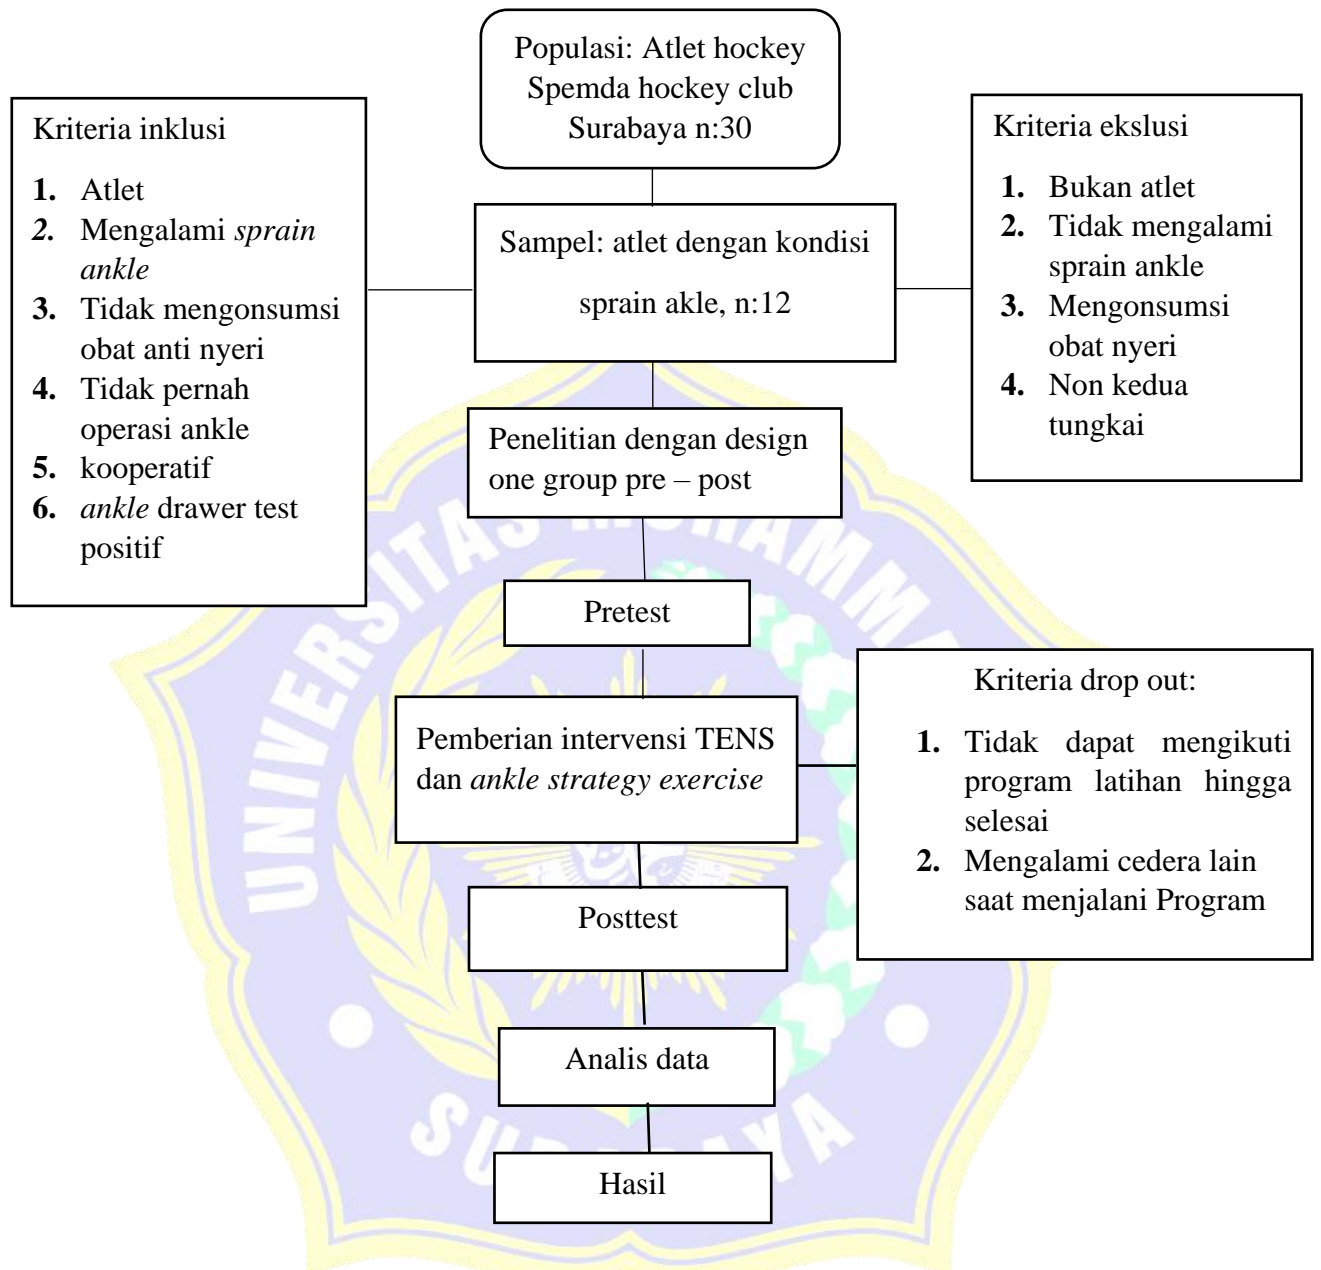 Populasi: Atlet hockey
Spemda hockey club
Surabaya n:30
Kriteria inklusi
1. Atlet
2. Mengalami sprain
ankle
3. Tidak mengonsumsi
obat anti nyeri
4. Tidak pernah
operasi ankle
5. kooperatif
6. ankle drawer test
positif
Sampel: atlet dengan kondisi
sprain akle, n:12
Kriteria ekslusi
1. Bukan atlet
2. Tidak mengalami
sprain ankle
3. Mengonsumsi
obat nyeri
4. Non kedua
tungkai
Penelitian dengan design
one group pre – post
Pretest
Pemberian intervensi TENS
dan ankle strategy exercise
Kriteria drop out:
1. Tidak dapat mengikuti
program latihan hingga
selesai
2. Mengalami cedera lain
saat menjalani Program
Posttest
Analis data
Hasil
UNIVERSITAS